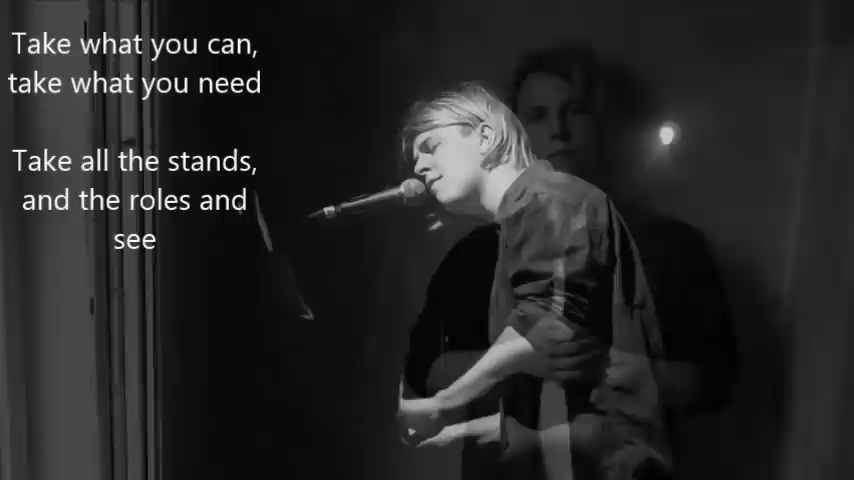 Take what you can,
take what you need
Take all the stands,
and the roles and
see